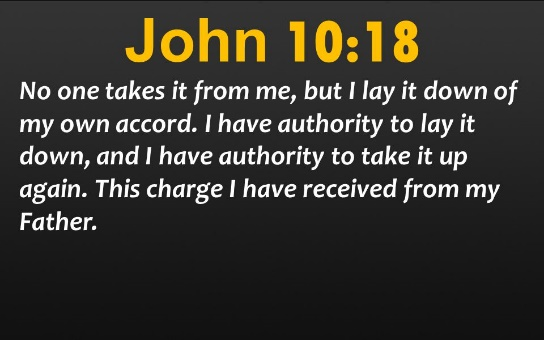 John 10:18
No one takes it from me, but I lay it down of
my own accord. I have authority to lay it
down, and I have authority to take it up
again. This charge I have received from my
Father.